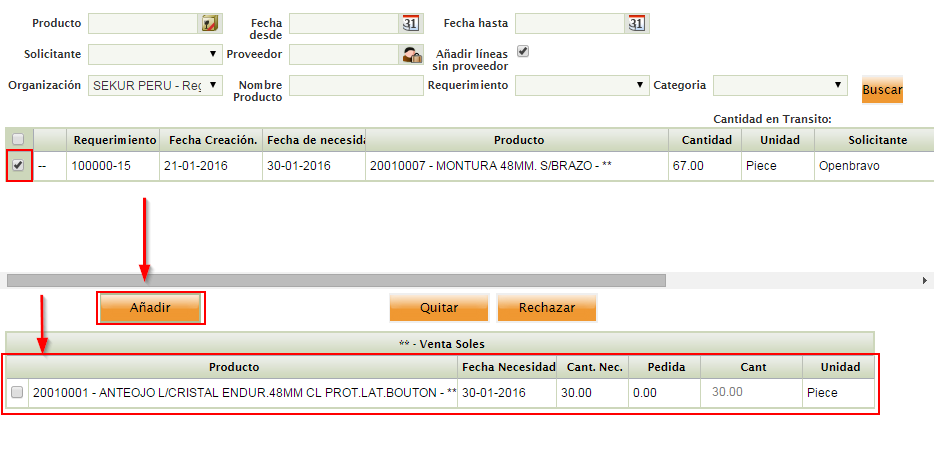 Producto Fecha desde 31 Fecha hasta 31
Solicitante Proveedor Añadir líneas sin proveedor
Organización SEKUR PERU - Reg Nombre Producto Requerimiento Categoria Buscar
Cantidad en Transito:
Requerimiento Fecha Creación. Fecha de necesida Producto Cantidad Unidad Solicitante
-- 100000-15 21-01-2016 30-01-2016 20010007 - MONTURA 48MM. S/BRAZO - ** 67.00 Piece Openbravo
Añadir Quitar Rechazar
** - Venta Soles
Producto Fecha Necesidad Cant. Nec. Pedida Cant Unidad
20010001 - ANTEOJO L/CRISTAL ENDUR.48MM CL PROT.LAT.BOUTON - ** 30-01-2016 30.00 0.00 30.00 Piece